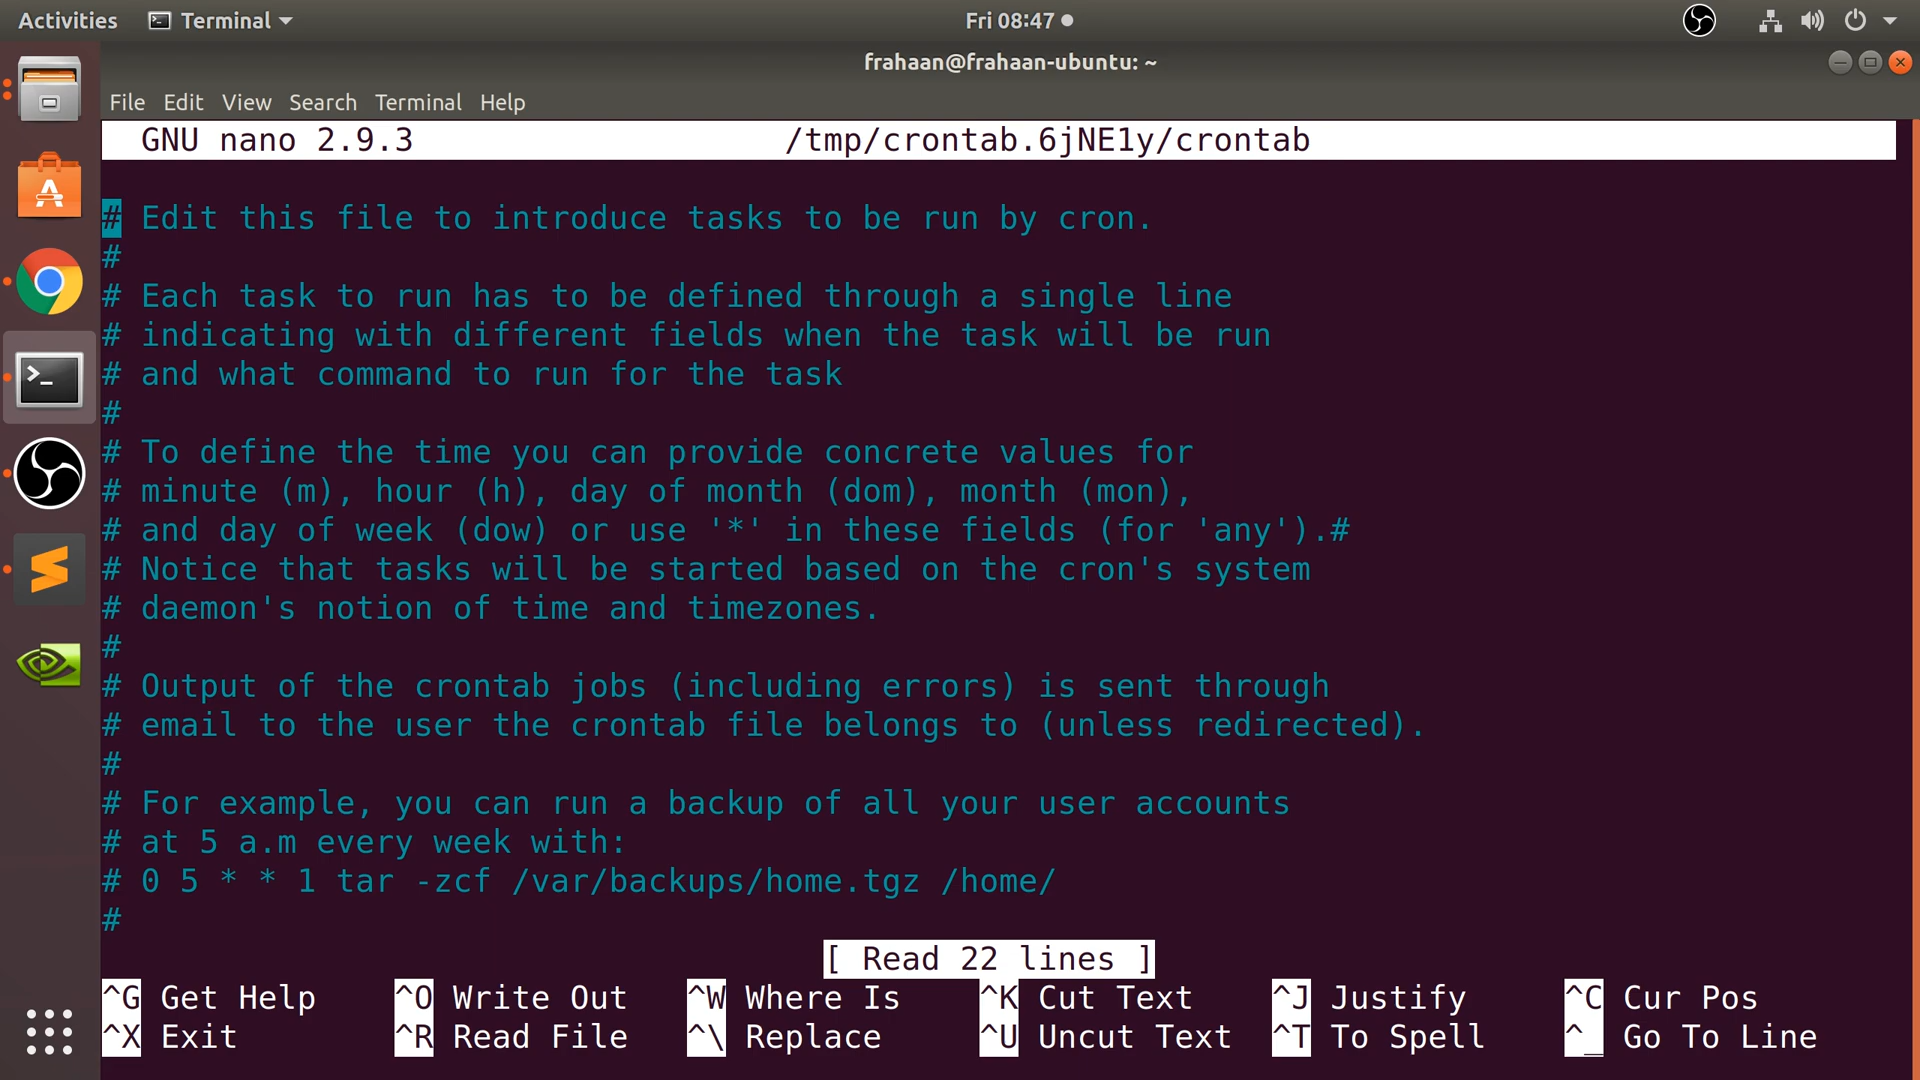 Activities Terminal Fri 08:47
frahaan@frahaan-ubuntu: ~
File Edit View Search Terminal Help
GNU nano 2.9.3 /tmp/crontab.6jNE1y/crontab
# Edit this file to introduce tasks to be run by cron.
#
# Each task to run has to be defined through a single line
# indicating with different fields when the task will be run
# and what command to run for the task
#
# To define the time you can provide concrete values for
# minute (m), hour (h), day of month (dom), month (mon),
# and day of week (dow) or use '*' in these fields (for 'any').#
# Notice that tasks will be started based on the cron's system
# daemon's notion of time and timezones.
#
# Output of the crontab jobs (including errors) is sent through
# email to the user the crontab file belongs to (unless redirected).
#
# For example, you can run a backup of all your user accounts
# at 5 a.m every week with:
# 0 5 * * 1 tar -zcf /var/backups/home.tgz /home/
#
[ Read 22 lines ]
^G Get Help ^O Write Out ^W Where Is ^K Cut Text ^J Justify ^C Cur Pos
^X Exit ^R Read File ^\ Replace ^U Uncut Text ^T To Spell ^_ Go To Line